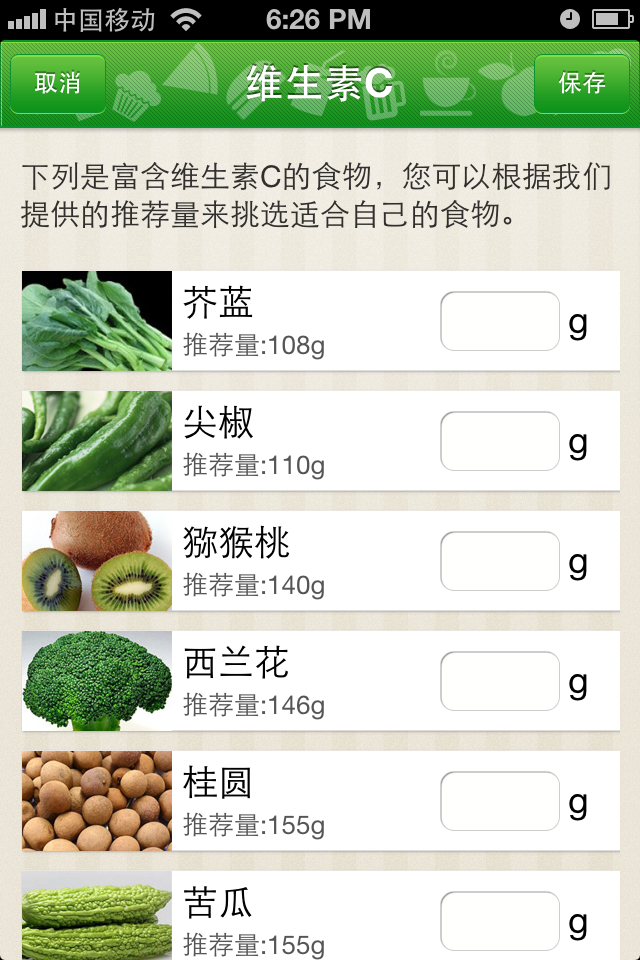 中国移动 6:26 PM
取消 维生素C 保存
下列是富含维生素C的食物，您可以根据我们
提供的推荐量来挑选适合自己的食物。
芥蓝
推荐量:108g
g
尖椒
推荐量:110g
g
猕猴桃
推荐量:140g
g
西兰花
推荐量:146g
g
桂圆
推荐量:155g
g
苦瓜
推荐量:155g
g